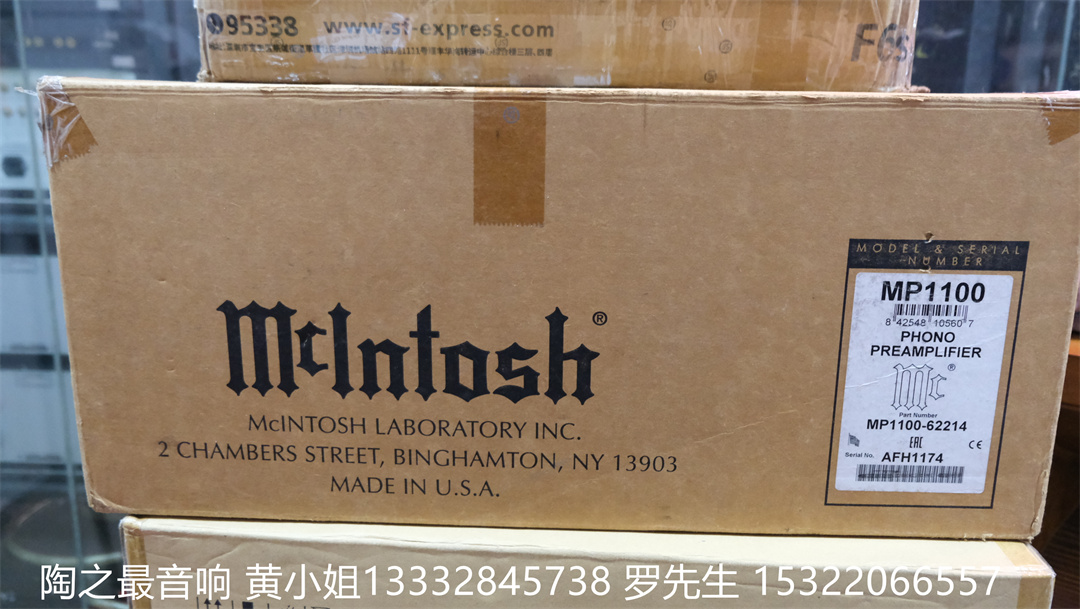 95338 www.sf-express.com
F6s
McIntosh®
McINTOSH LABORATORY INC.
2 CHAMBERS STREET, BINGHAMTON, NY 13903
MADE IN U.S.A.
MODEL & SERIAL
NUMBER
MP1100
8 42548 10560 7
PHONO
PREAMPLIFIER
Mc®
Part Number
MP1100-62214
EAC CE
Serial No. AFH1174
陶之最音响 黄小姐13332845738 罗先生 15322066557